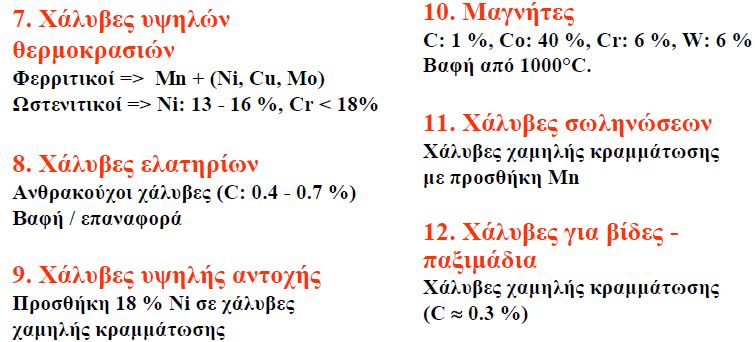 7. Χάλυβες υψηλών
θερμοκρασιών
Φερριτικοί => Mn + (Ni, Cu, Mo)
Ωστενιτικοί => Ni: 13 - 16 %, Cr < 18%
8. Χάλυβες ελατηρίων
Ανθρακούχοι χάλυβες (C: 0.4 - 0.7 %)
Βαφή / επαναφορά
9. Χάλυβες υψηλής αντοχής
Προσθήκη 18 % Ni σε χάλυβες
χαμηλής κραμμάτωσης
10. Μαγνήτες
C: 1 %, Co: 40 %, Cr: 6 %, W: 6 %
Βαφή από 1000°C.
11. Χάλυβες σωληνώσεων
Χάλυβες χαμηλής κραμμάτωσης
με προσθήκη Mn
12. Χάλυβες για βίδες -
παξιμάδια
Χάλυβες χαμηλής κραμμάτωσης
(C ≈ 0.3 %)